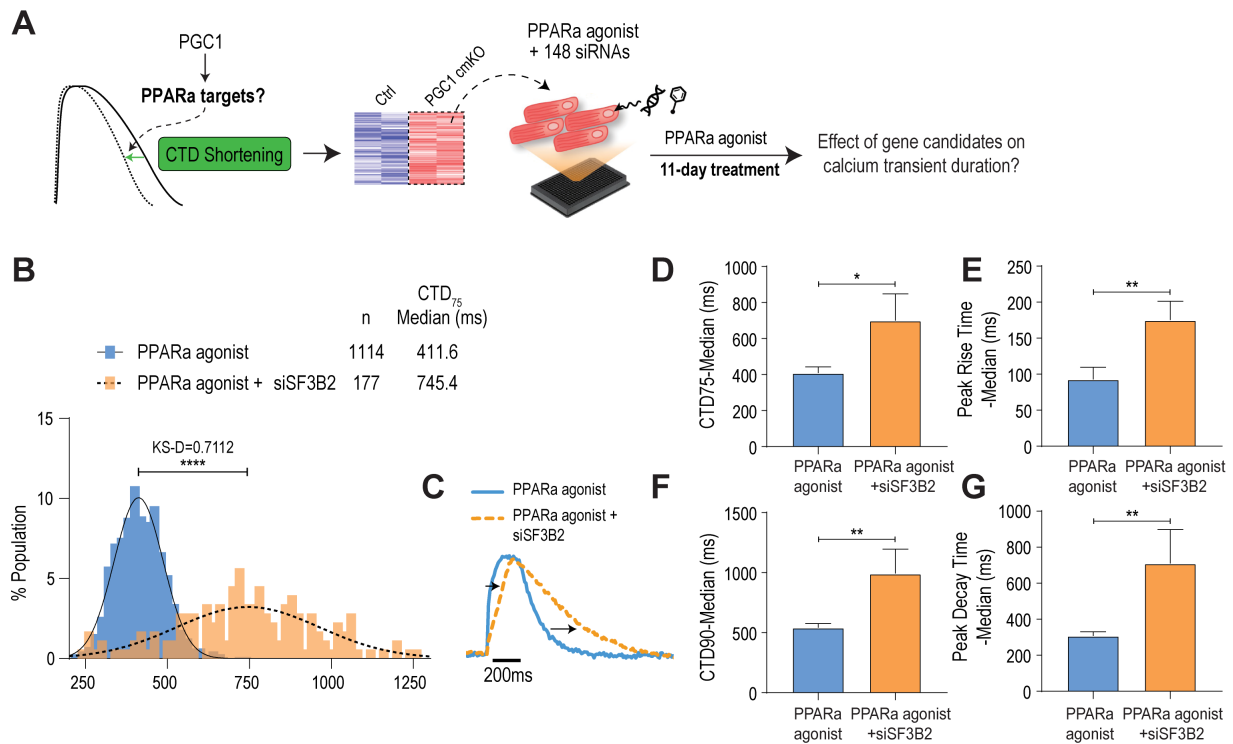 A
PGC1
PPARa targets?
CTD Shortening
Ctrl
PGC1 cmKO
PPARa agonist
+ 148 siRNAs
PPARa agonist
11-day treatment
Effect of gene candidates on
calcium transient duration?
B
n
CTD75
Median (ms)
PPARa agonist 1114 411.6
PPARa agonist + siSF3B2 177 745.4
% Population
15
10
5
0
KS-D=0.7112
****
250 500 750 1000 1250
C
PPARa agonist
PPARa agonist +
siSF3B2
200ms
D
CTD75-Median (ms)
1000
800
600
400
200
0
*
PPARa
agonist
PPARa agonist
+siSF3B2
E
Peak Rise Time
-Median (ms)
250
200
150
100
50
0
**
PPARa
agonist
PPARa agonist
+siSF3B2
F
CTD90-Median (ms)
1500
1000
500
0
**
PPARa
agonist
PPARa agonist
+siSF3B2
G
Peak Decay Time
-Median (ms)
1000
800
600
400
200
0
**
PPARa
agonist
PPARa agonist
+siSF3B2